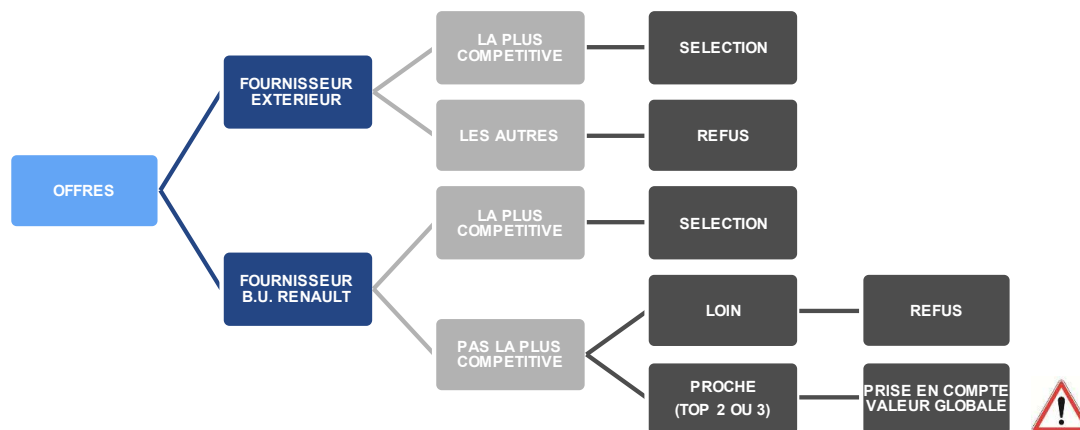 LA PLUS
COMPETITIVE
SELECTION
FOURNISSEUR
EXTERIEUR
LES AUTRES
REFUS
OFFRES
LA PLUS
COMPETITIVE
SELECTION
FOURNISSEUR
B.U. RENAULT
LOIN
REFUS
PAS LA PLUS
COMPETITIVE
PROCHE
(TOP 2 OU 3)
PRISE EN COMPTE
VALEUR GLOBALE
!